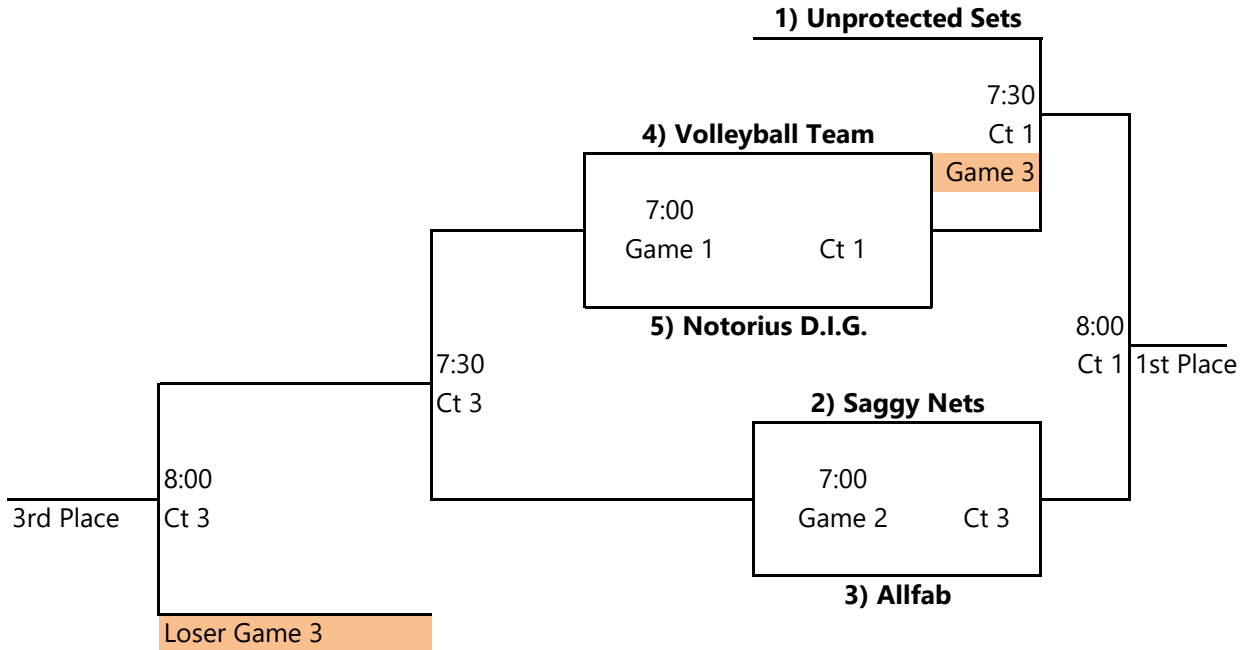 1) Unprotected Sets
7:30
Ct 1
4) Volleyball Team
Game 3
7:00
Game 1 Ct 1
5) Notorius D.I.G.
8:00
7:30
Ct 1 1st Place
Ct 3
2) Saggy Nets
8:00
7:00
3rd Place Ct 3
Game 2 Ct 3
3) Allfab
Loser Game 3